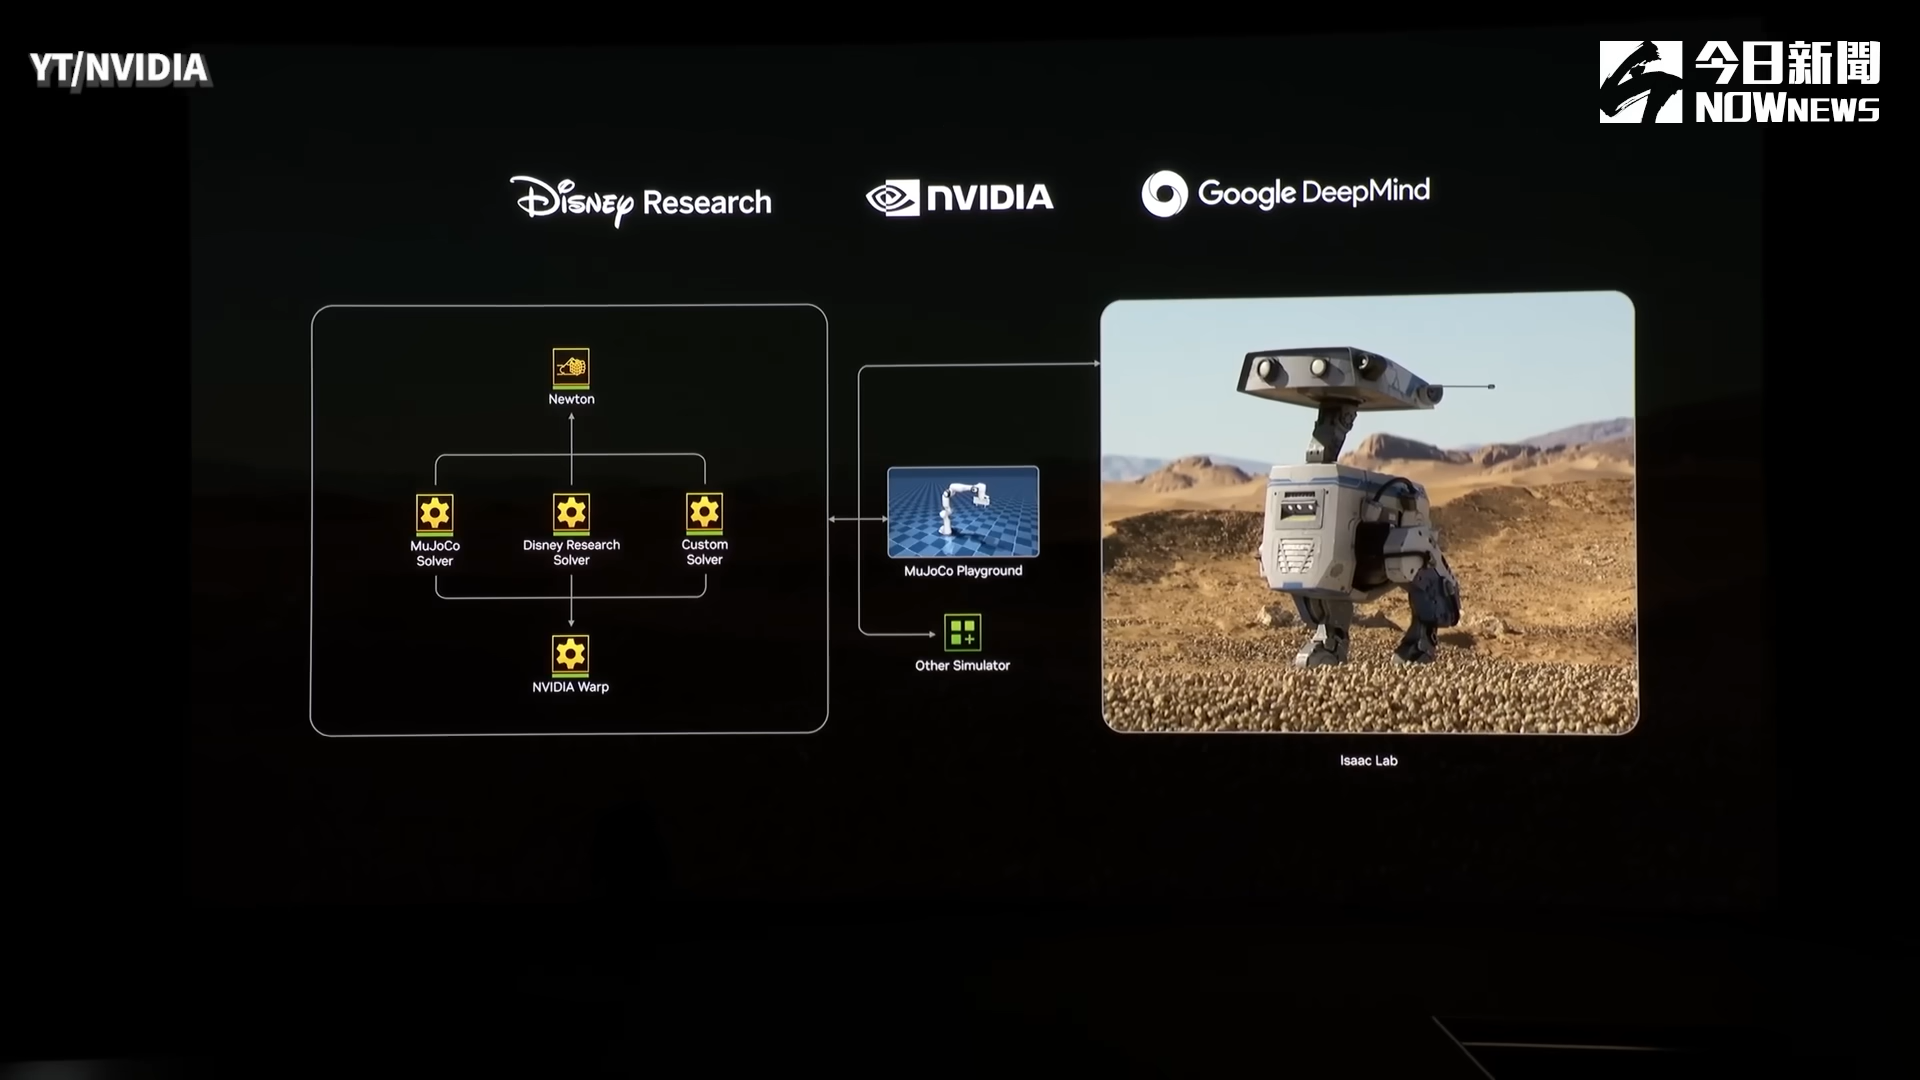 YT/NVIDIA
今日新聞
NOWNEWS
Disney Research
NVIDIA
Google DeepMind
Newton
MuJoCo
Solver
Disney Research
Solver
Custom
Solver
NVIDIA Warp
MuJoCo Playground
Other Simulator
Isaac Lab